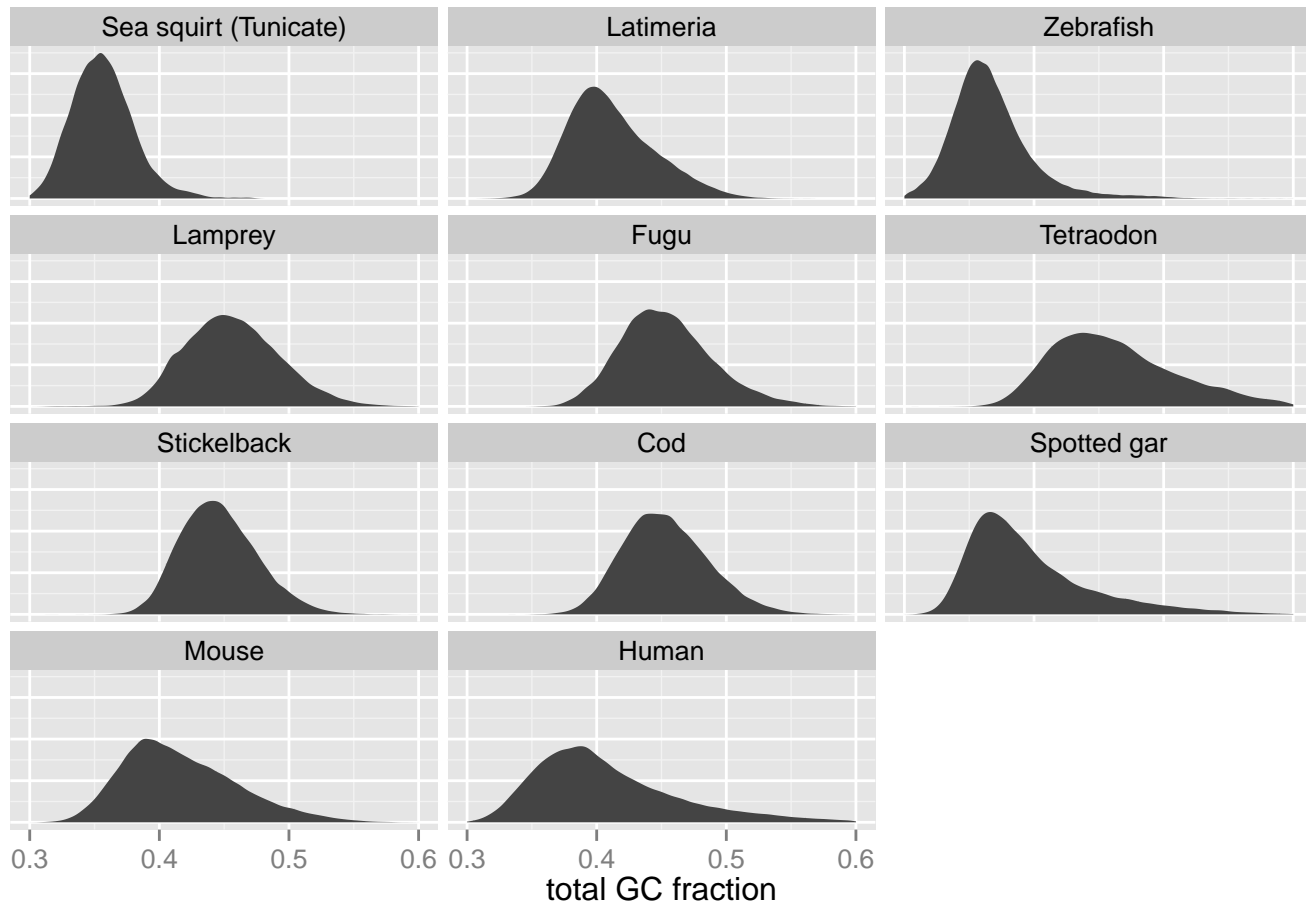 Sea squirt (Tunicate) Latimeria Zebrafish
Lamprey Fugu Tetraodon
Stickelback Cod Spotted gar
Mouse Human
0.3 0.4 0.5 0.6 0.3 0.4 0.5 0.6
total GC fraction